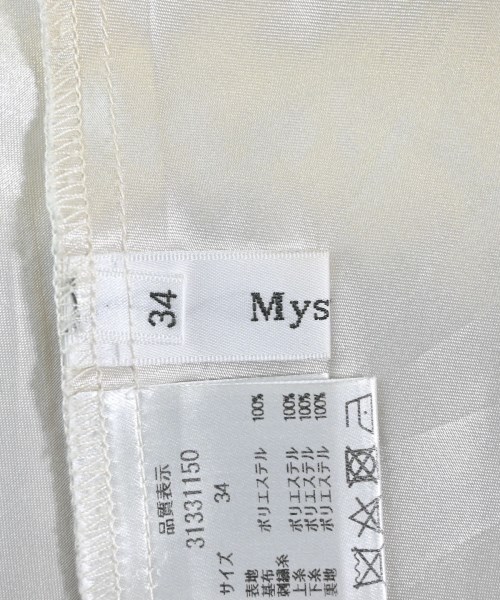 34
Mys
品質表示
31331150
サイズ 34
表地
基布 ポリエステル 100%
刺繍糸
上糸 ポリエステル 100%
下糸 ポリエステル 100%
裏地 ポリエステル 100%